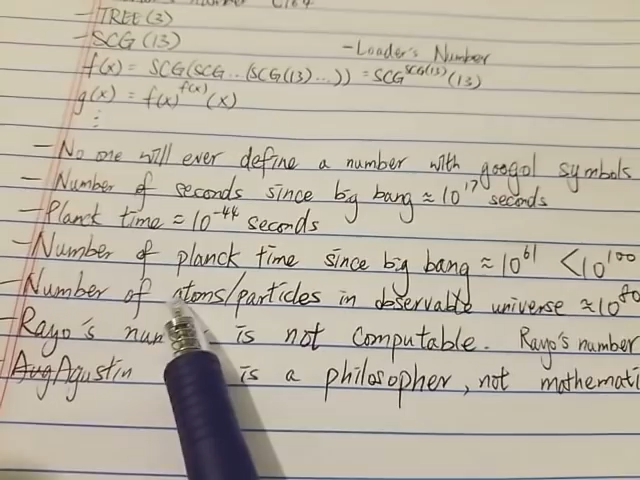 - TREE(3)
- SCG(13)
- Loader's Number
f(x) = SCG(SCG...(SCG(13)...)) = SCG^SCG(13) (13)
g(x) = f(x)^f(x) (x)
⋮
- No one will ever define a number with googol symbols
- Number of seconds since big bang ≈ 10^17 seconds
- Planck time ≈ 10^-44 seconds
- Number of planck time since big bang ≈ 10^61 < 10^100
- Number of atoms/particles in observable universe ≈ 10^80
- Rayo's is not computable. Rayo's number
- Agustin is a philosopher, not